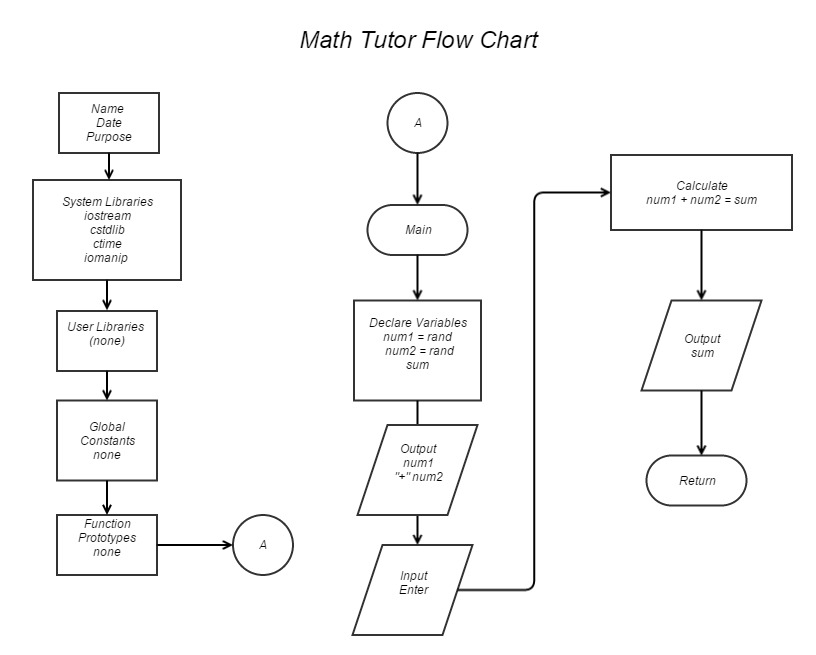 Math Tutor Flow Chart
Name
Date
Purpose
System Libraries
iostream
cstdlib
ctime
iomanip
User Libraries
(none)
Global
Constants
none
Function
Prototypes
none
A
A
Main
Declare Variables
num1 = rand
num2 = rand
sum
Output
num1
"+" num2
Input
Enter
Calculate
num1 + num2 = sum
Output
sum
Return